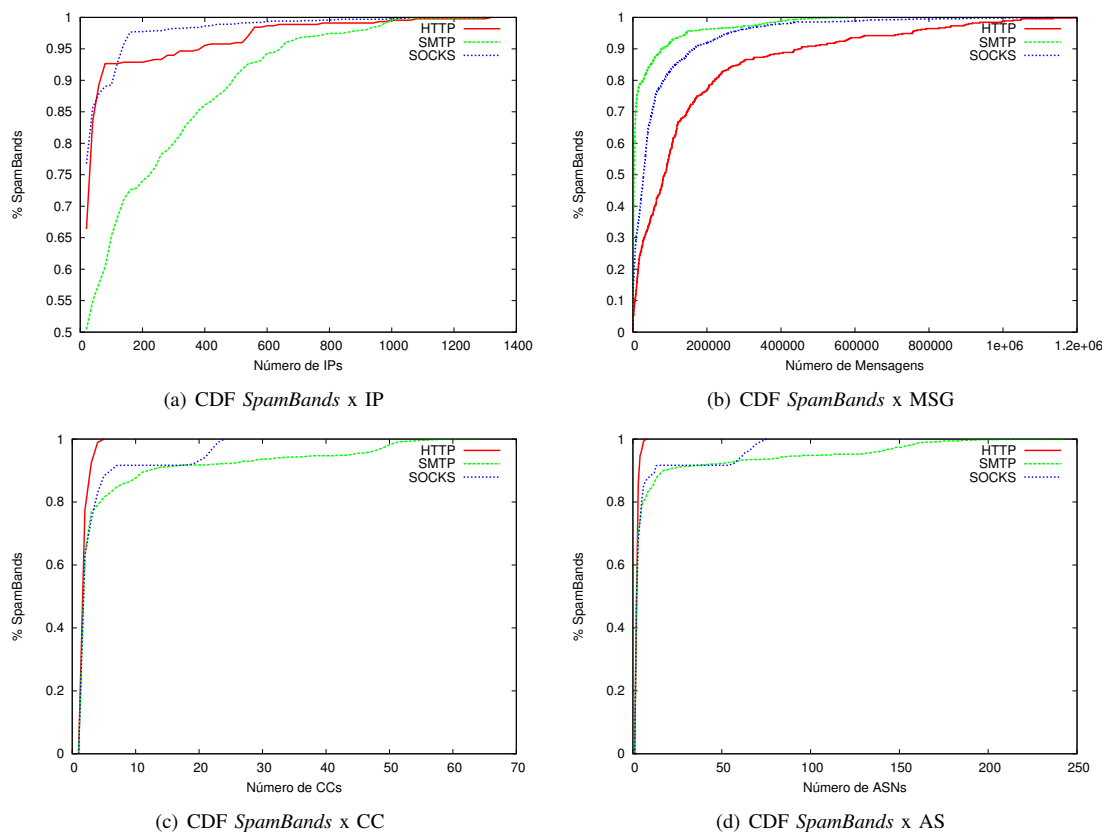 1
0.95
0.9
0.85
0.8
0.75
0.7
0.65
0.6
0.55
0.5
% SpamBands
HTTP
SMTP
SOCKS
0 200 400 600 800 1000 1200 1400
Número de IPs
(a) CDF SpamBands x IP
1
0.9
0.8
0.7
0.6
0.5
0.4
0.3
0.2
0.1
0
% SpamBands
HTTP
SMTP
SOCKS
0 200000 400000 600000 800000 1e+06 1.2e+06
Número de Mensagens
(b) CDF SpamBands x MSG
1
0.8
0.6
0.4
0.2
0
% SpamBands
HTTP
SMTP
SOCKS
0 10 20 30 40 50 60 70
Número de CCs
(c) CDF SpamBands x CC
1
0.8
0.6
0.4
0.2
0
% SpamBands
HTTP
SMTP
SOCKS
0 50 100 150 200 250
Número de ASNs
(d) CDF SpamBands x AS